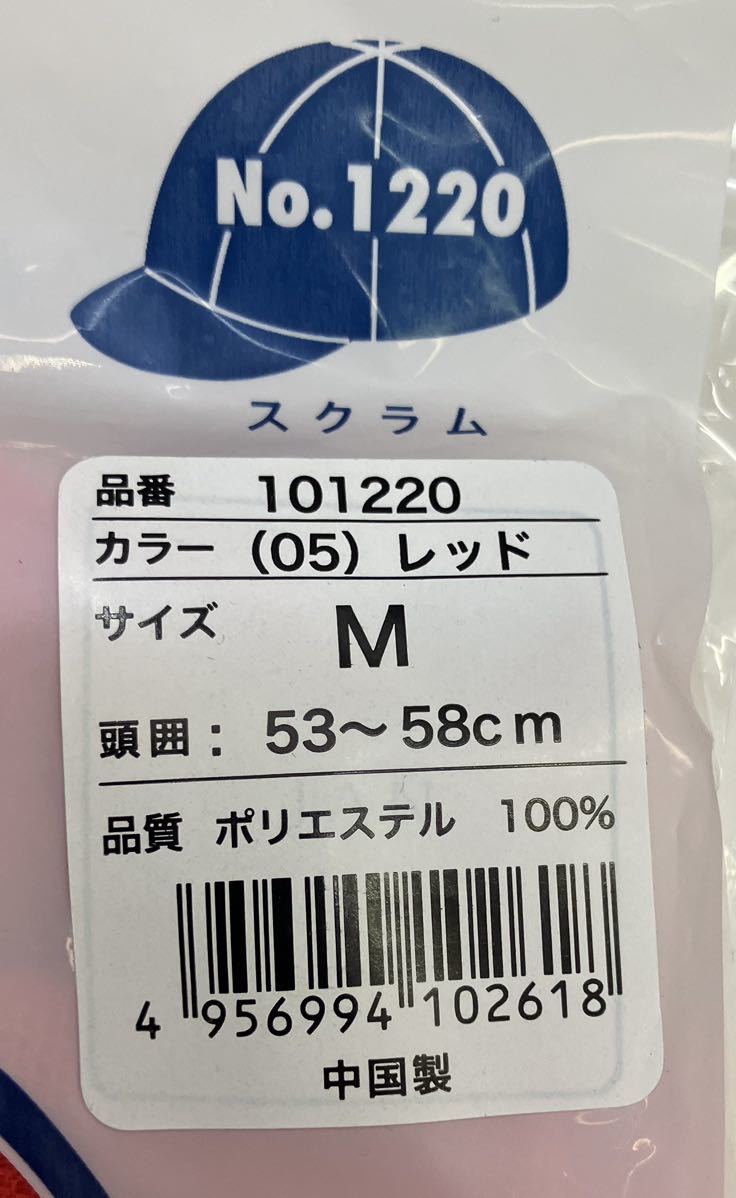 No.1220
スクラム
品番 101220
カラー (05) レッド
サイズ M
頭囲: 53〜58cm
品質 ポリエステル 100%
4 956994 102618
中国製